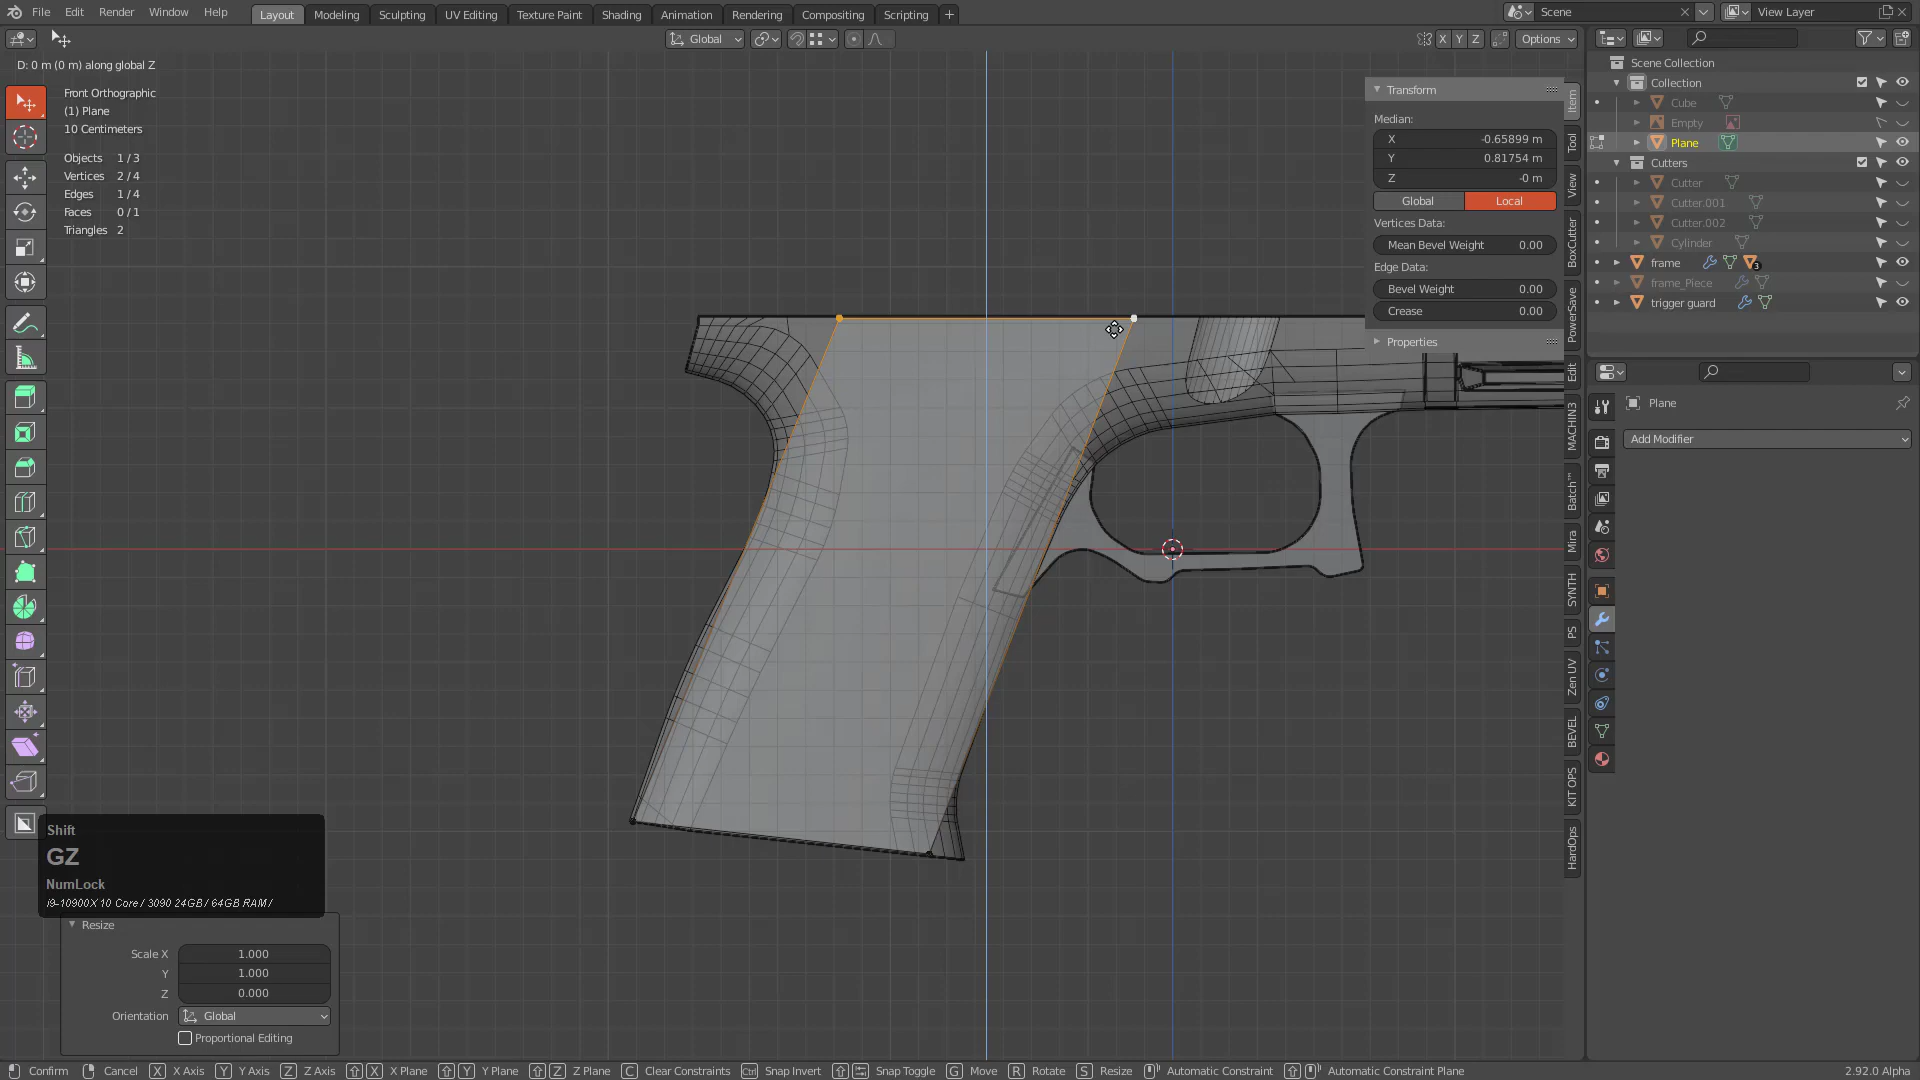 File Edit Render Window Help
Layout Modeling Sculpting UV Editing Texture Paint Shading Animation Rendering Compositing Scripting +
Scene
View Layer
Global
X Y Z
Options
D: 0 m (0 m) along global Z
Front Orthographic
(1) Plane
10 Centimeters
Objects 1/3
Vertices 2/4
Edges 1/4
Faces 0/1
Triangles 2
Transform
Median:
X -0.65899 m
Y 0.81754 m
Z -0 m
Global Local
Vertices Data:
Mean Bevel Weight 0.00
Edge Data:
Bevel Weight 0.00
Crease 0.00
Properties
Item
Tool
View
BoxCutter
PowerSave
Edit
MACHIN3
Batch™
Mira
SYNTH
PS
Zen UV
BEVEL
KIT OPS
HardOps
Scene Collection
Collection
Cube
Empty
Plane
Cutters
Cutter
Cutter.001
Cutter.002
Cylinder
frame 3
frame_Piece
trigger guard
Plane
Add Modifier
Shift
GZ
NumLock
i9-10900X 10 Core / 3090 24GB / 64GB RAM /
Resize
Scale X 1.000
Y 1.000
Z 0.000
Orientation Global
Proportional Editing
Confirm Cancel X X Axis Y Y Axis Z Z Axis X X Plane Y Y Plane Z Z Plane C Clear Constraints Ctrl Snap Invert Snap Toggle G Move R Rotate S Resize Automatic Constraint Automatic Constraint Plane
2.92.0 Alpha